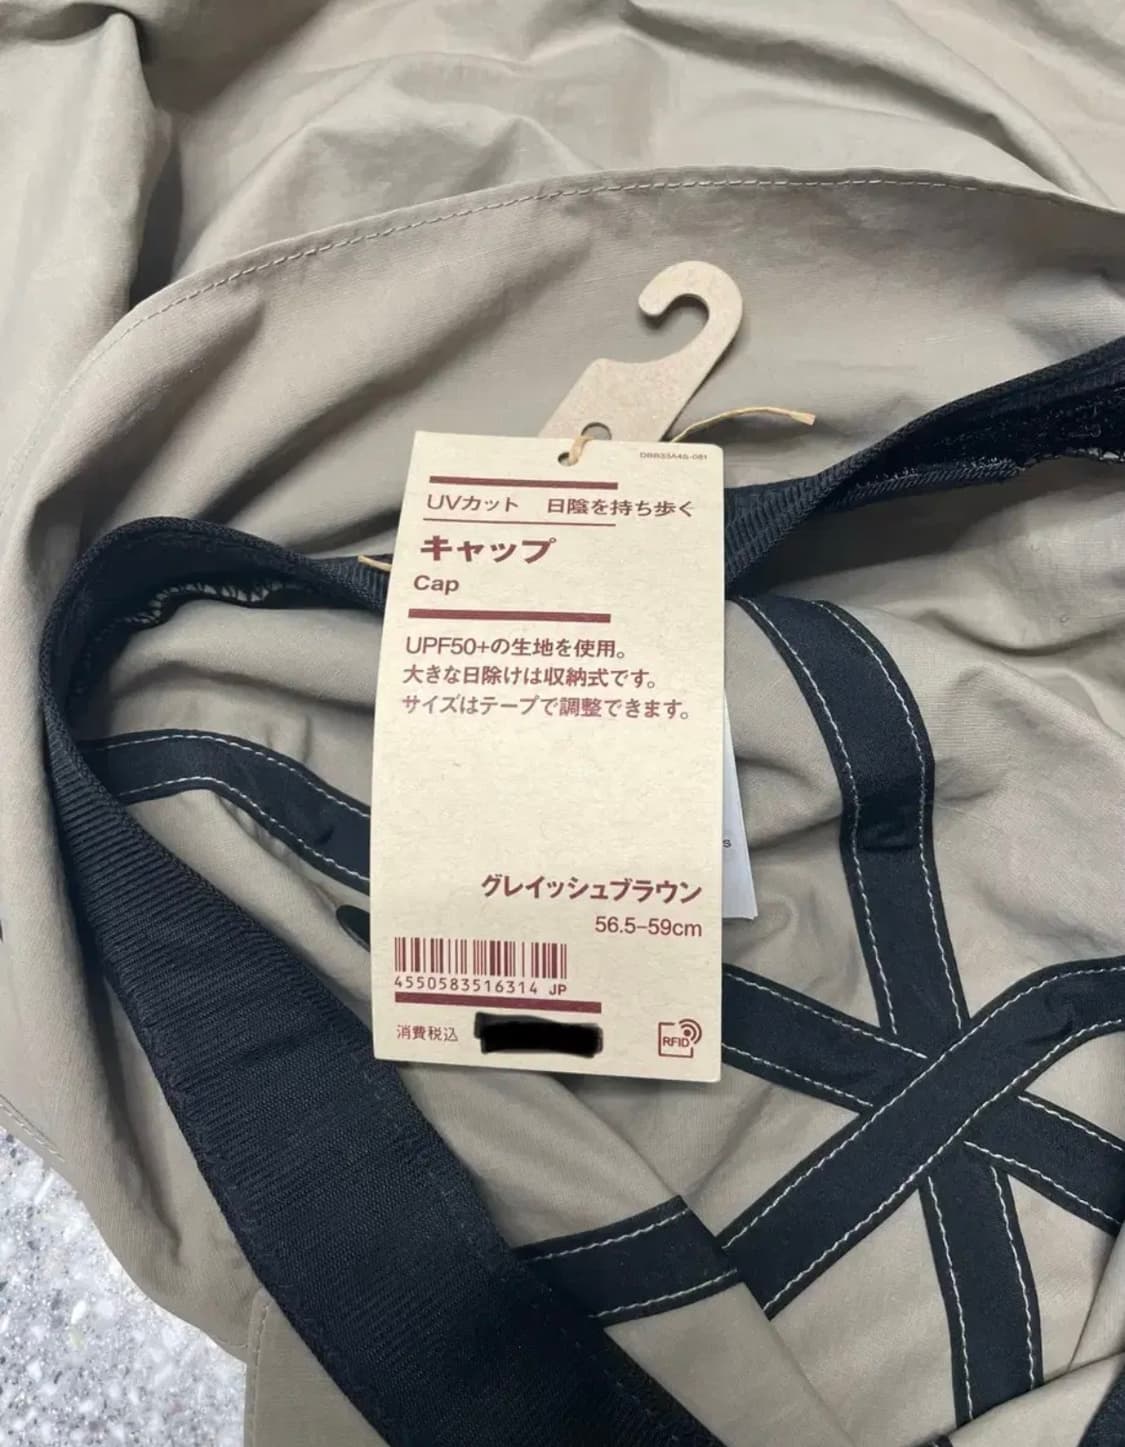 UVカット 日陰を持ち歩く
キャップ
Cap
UPF50+の生地を使用。
大きな日除けは収納式です。
サイズはテープで調整できます。
グレイッシュブラウン
56.5–59cm
4550583516314 JP
消費税込
RFID